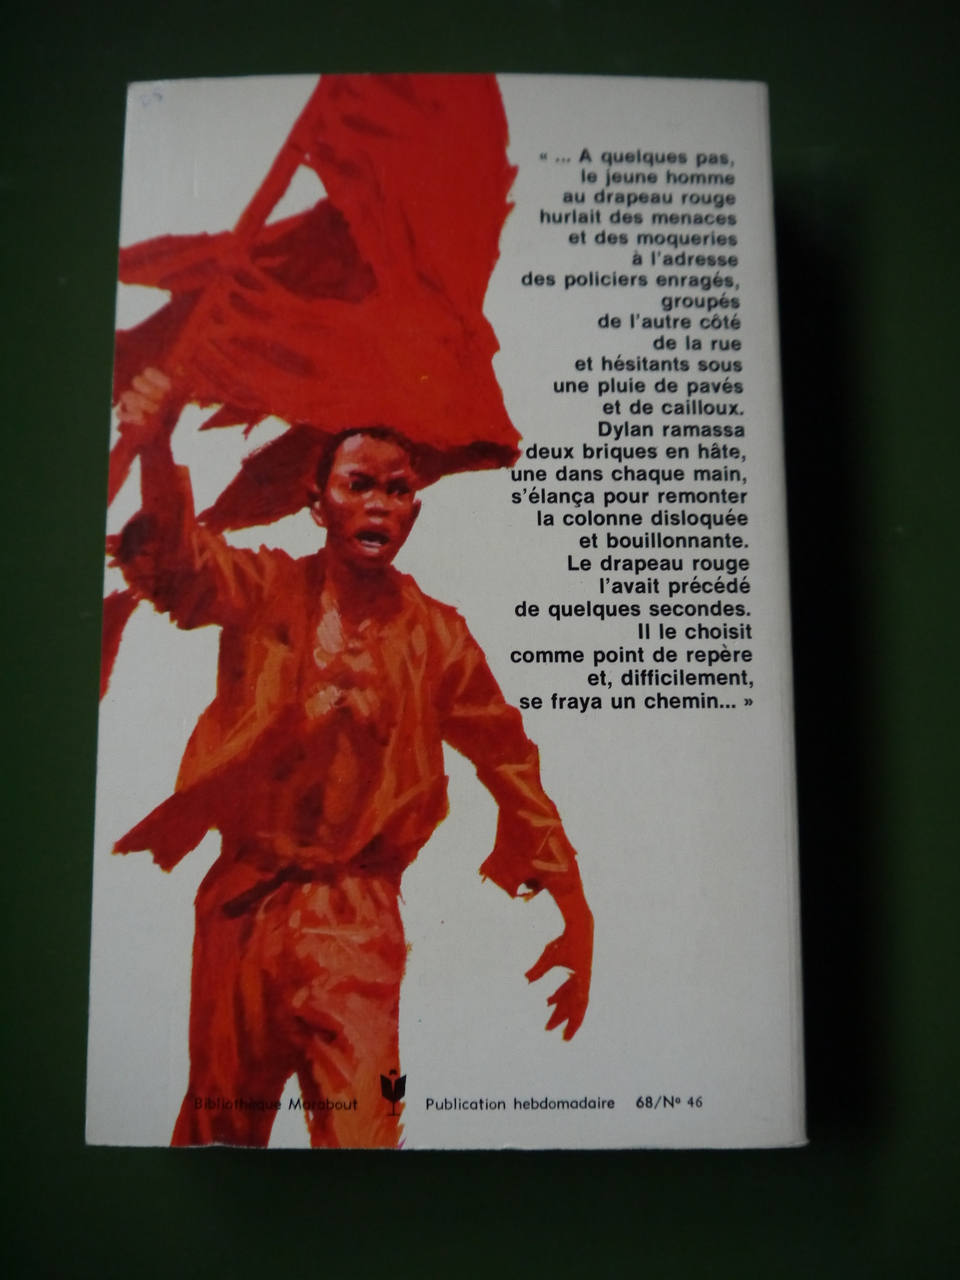 « ... A quelques pas,
le jeune homme
au drapeau rouge
hurlait des menaces
et des moqueries
à l'adresse
des policiers enragés,
groupés
de l'autre côté
de la rue
et hésitants sous
une pluie de pavés
et de cailloux.
Dylan ramassa
deux briques en hâte,
une dans chaque main,
s'élança pour remonter
la colonne disloquée
et bouillonnante.
Le drapeau rouge
l'avait précédé
de quelques secondes.
Il le choisit
comme point de repère
et, difficilement,
se fraya un chemin... »
Bibliothèque Marabout Publication hebdomadaire 68/Nº 46